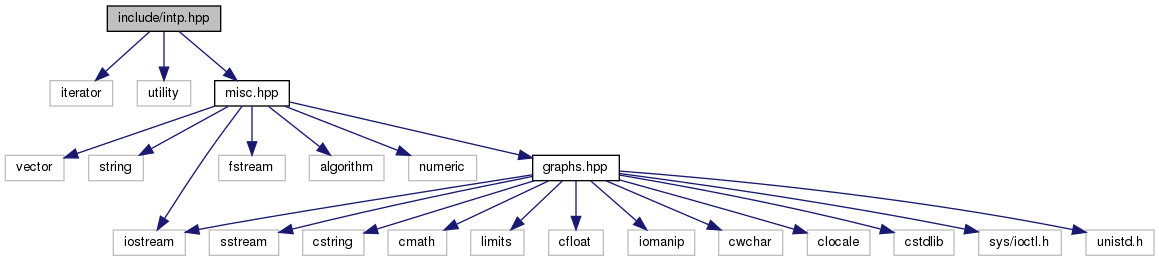 include/intp.hpp
iterator
utility
misc.hpp
vector
string
fstream
algorithm
numeric
graphs.hpp
iostream
sstream
cstring
cmath
limits
cfloat
iomanip
cwchar
clocale
cstdlib
sys/ioctl.h
unistd.h